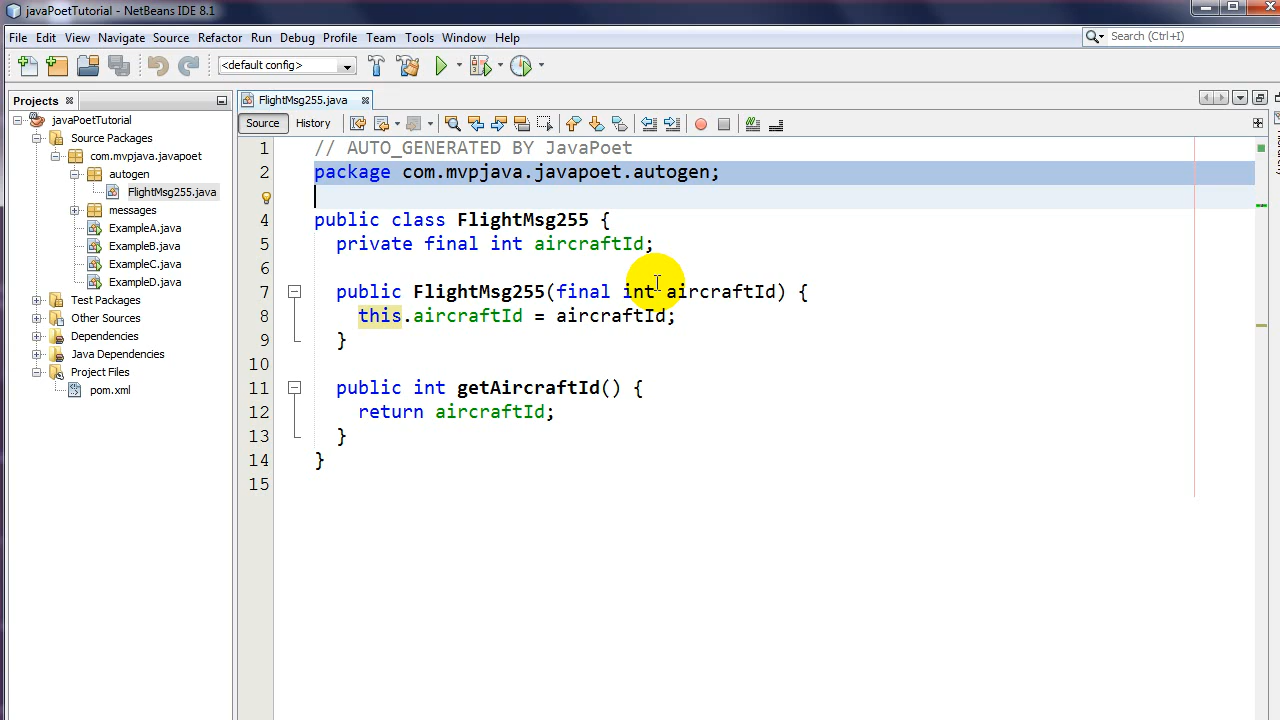 javaPoetTutorial - NetBeans IDE 8.1
File Edit View Navigate Source Refactor Run Debug Profile Team Tools Window Help
Search (Ctrl+I)
<default config>
Projects
FlightMsg255.java
javaPoetTutorial
Source Packages
com.mvpjava.javapoet
autogen
FlightMsg255.java
messages
ExampleA.java
ExampleB.java
ExampleC.java
ExampleD.java
Test Packages
Other Sources
Dependencies
Java Dependencies
Project Files
pom.xml
Source History
1 // AUTO_GENERATED BY JavaPoet
2 package com.mvpjava.javapoet.autogen;
4 public class FlightMsg255 {
5 private final int aircraftId;
6
7 public FlightMsg255(final int aircraftId) {
8 this.aircraftId = aircraftId;
9 }
10
11 public int getAircraftId() {
12 return aircraftId;
13 }
14 }
15